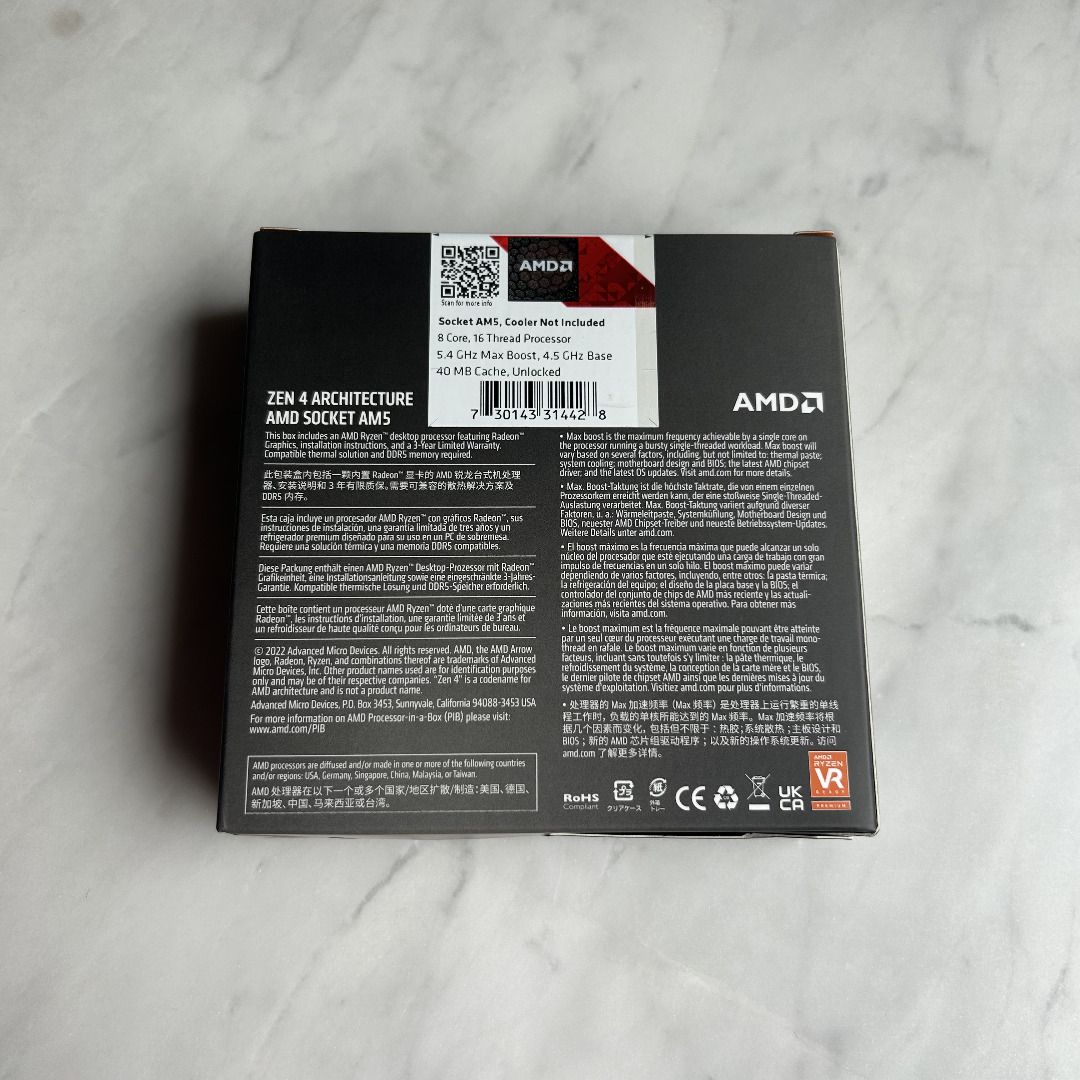 Scan for more info
AMD
Socket AM5, Cooler Not Included
8 Core, 16 Thread Processor
5.4 GHz Max Boost, 4.5 GHz Base
40 MB Cache, Unlocked
7 30143 31442 8
ZEN 4 ARCHITECTURE
AMD SOCKET AM5
This box includes an AMD Ryzen™ desktop processor featuring Radeon™
Graphics, installation instructions, and a 3-Year Limited Warranty.
Compatible thermal solution and DDR5 memory required.
此包装盒内包括一颗内置 Radeon™ 显卡的 AMD 锐龙台式机处理
器、安装说明和 3 年有限质保。需要可兼容的散热解决方案及
DDR5 内存。
Esta caja incluye un procesador AMD Ryzen™ con gráficos Radeon™, sus
instrucciones de instalación, una garantía limitada de tres años y un
refrigerador premium diseñado para su uso en un PC de sobremesa.
Requiere una solución térmica y una memoria DDR5 compatibles.
Diese Packung enthält einen AMD Ryzen™ Desktop-Prozessor mit Radeon™
Grafikeinheit, eine Installationsanleitung sowie eine eingeschränkte 3-Jahres-
Garantie. Kompatible thermische Lösung und DDR5-Speicher erforderlich.
Cette boîte contient un processeur AMD Ryzen™ doté d'une carte graphique
Radeon™, les instructions d'installation, une garantie limitée de 3 ans et
un refroidisseur de haute qualité conçu pour les ordinateurs de bureau.
© 2022 Advanced Micro Devices. All rights reserved. AMD, the AMD Arrow
logo, Radeon, Ryzen, and combinations thereof are trademarks of Advanced
Micro Devices, Inc. Other product names used are for identification purposes
only and may be of their respective companies. "Zen 4" is a codename for
AMD architecture and is not a product name.
Advanced Micro Devices, P.O. Box 3453, Sunnyvale, California 94088-3453 USA
For more information on AMD Processor-in-a-Box (PIB) please visit:
www.amd.com/PIB
AMD processors are diffused and/or made in one or more of the following countries
and/or regions: USA, Germany, Singapore, China, Malaysia, or Taiwan.
AMD 处理器在以下一个或多个国家/地区扩散/制造：美国、德国、
新加坡、中国、马来西亚或台湾。
AMD
• Max boost is the maximum frequency achievable by a single core on
the processor running a bursty single-threaded workload. Max boost will
vary based on several factors, including, but not limited to: thermal paste;
system cooling; motherboard design and BIOS; the latest AMD chipset
driver; and the latest OS updates. Visit amd.com for more details.
• Max. Boost-Taktung ist die höchste Taktrate, die von einem einzelnen
Prozessorkern erreicht werden kann, der eine stoßweise Single-Threaded-
Auslastung verarbeitet. Max. Boost-Taktung variert aufgrund diverser
Faktoren, u. a.: Wärmeleitpaste, Systemkühlung, Motherboard Design und
BIOS, neuester AMD Chipset-Treiber und neueste Betriebssystem-Updates.
Weitere Details unter amd.com.
• El boost máximo es la frecuencia máxima que puede alcanzar un solo
núcleo del procesador que esté ejecutando una carga de trabajo con gran
impulso de frecuencias en un solo hilo. El boost máximo puede variar
dependiendo de varios factores, incluyendo, entre otros: la pasta térmica;
la refrigeración del equipo; el diseño de la placa base y la BIOS; el
controlador del conjunto de chips de AMD más reciente y las actuali-
zaciones más recientes del sistema operativo. Para obtener más
información, visita amd.com.
• Le boost maximum est la fréquence maximale pouvant être atteinte
par un seul cœur du processeur exécutant une charge de travail mono-
thread en rafale. Le boost maximum varie en fonction de plusieurs
facteurs, incluant sans toutefois s'y limiter : la pâte thermique, le
refroidissement du système, la conception de la carte mère et le BIOS,
le dernier pilote de chipset AMD ainsi que les dernières mises à jour du
système d'exploitation. Visitiez amd.com pour plus d'informations.
• 处理器的 Max 加速频率（Max 频率）是处理器上运行繁重的单线
程工作时，负载的单核所能达到的 Max 频率。Max 加速频率将根
据几个因素而变化，包括但不限于：热胶；系统散热；主板设计和
BIOS；新的 AMD 芯片组驱动程序；以及新的操作系统更新。访问
amd.com 了解更多详情。
RoHS
Compliant
プラ
クリアケース
紙
外箱
トレー
CE
UK
CA
AMD
RYZEN
VR
READY
PREMIUM